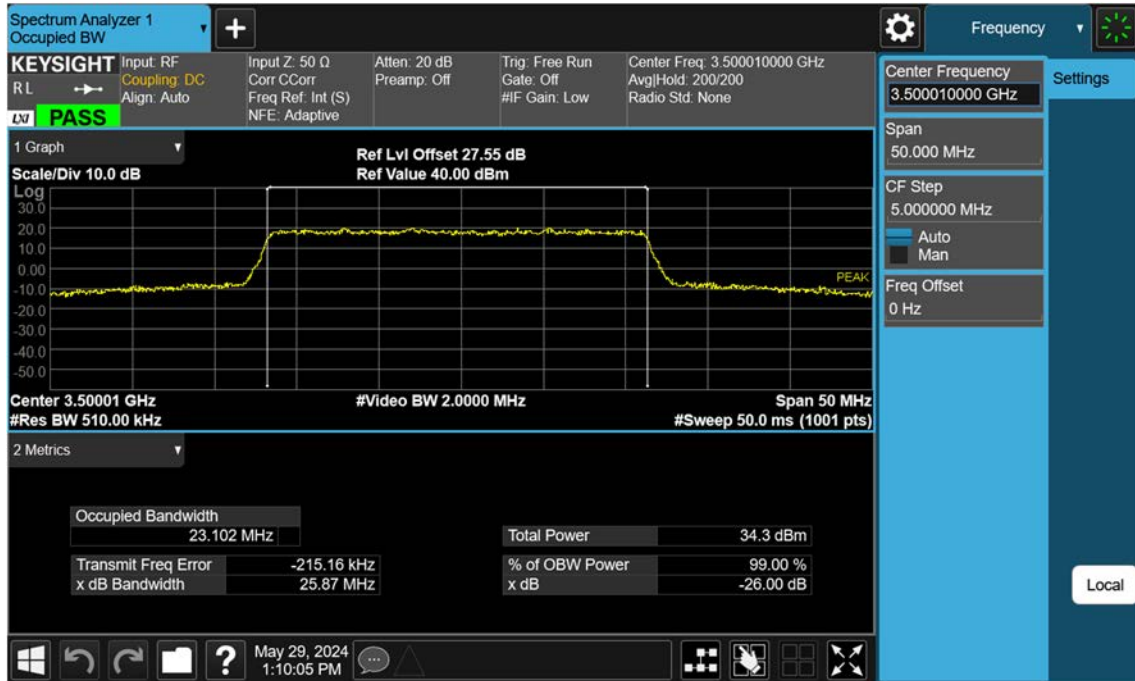 Spectrum Analyzer 1
Occupied BW
+
Frequency
KEYSIGHT
R L
LXI PASS
Input: RF
Coupling: DC
Align: Auto
Input Z: 50 Ω
Corr CCorr
Freq Ref: Int (S)
NFE: Adaptive
Atten: 20 dB
Preamp: Off
Trig: Free Run
Gate: Off
#IF Gain: Low
Center Freq: 3.500010000 GHz
Avg|Hold: 200/200
Radio Std: None
Center Frequency
3.500010000 GHz
Settings
Span
50.000 MHz
CF Step
5.000000 MHz
Auto
Man
Freq Offset
0 Hz
Local
1 Graph
Scale/Div 10.0 dB
Ref Lvl Offset 27.55 dB
Ref Value 40.00 dBm
Log
30.0
20.0
10.0
0.00
-10.0
-20.0
-30.0
-40.0
-50.0
PEAK
Center 3.50001 GHz
#Video BW 2.0000 MHz
Span 50 MHz
#Res BW 510.00 kHz
#Sweep 50.0 ms (1001 pts)
2 Metrics
Occupied Bandwidth
23.102 MHz
Total Power 34.3 dBm
Transmit Freq Error -215.16 kHz
% of OBW Power 99.00 %
x dB Bandwidth 25.87 MHz
x dB -26.00 dB
?
May 29, 2024
1:10:05 PM